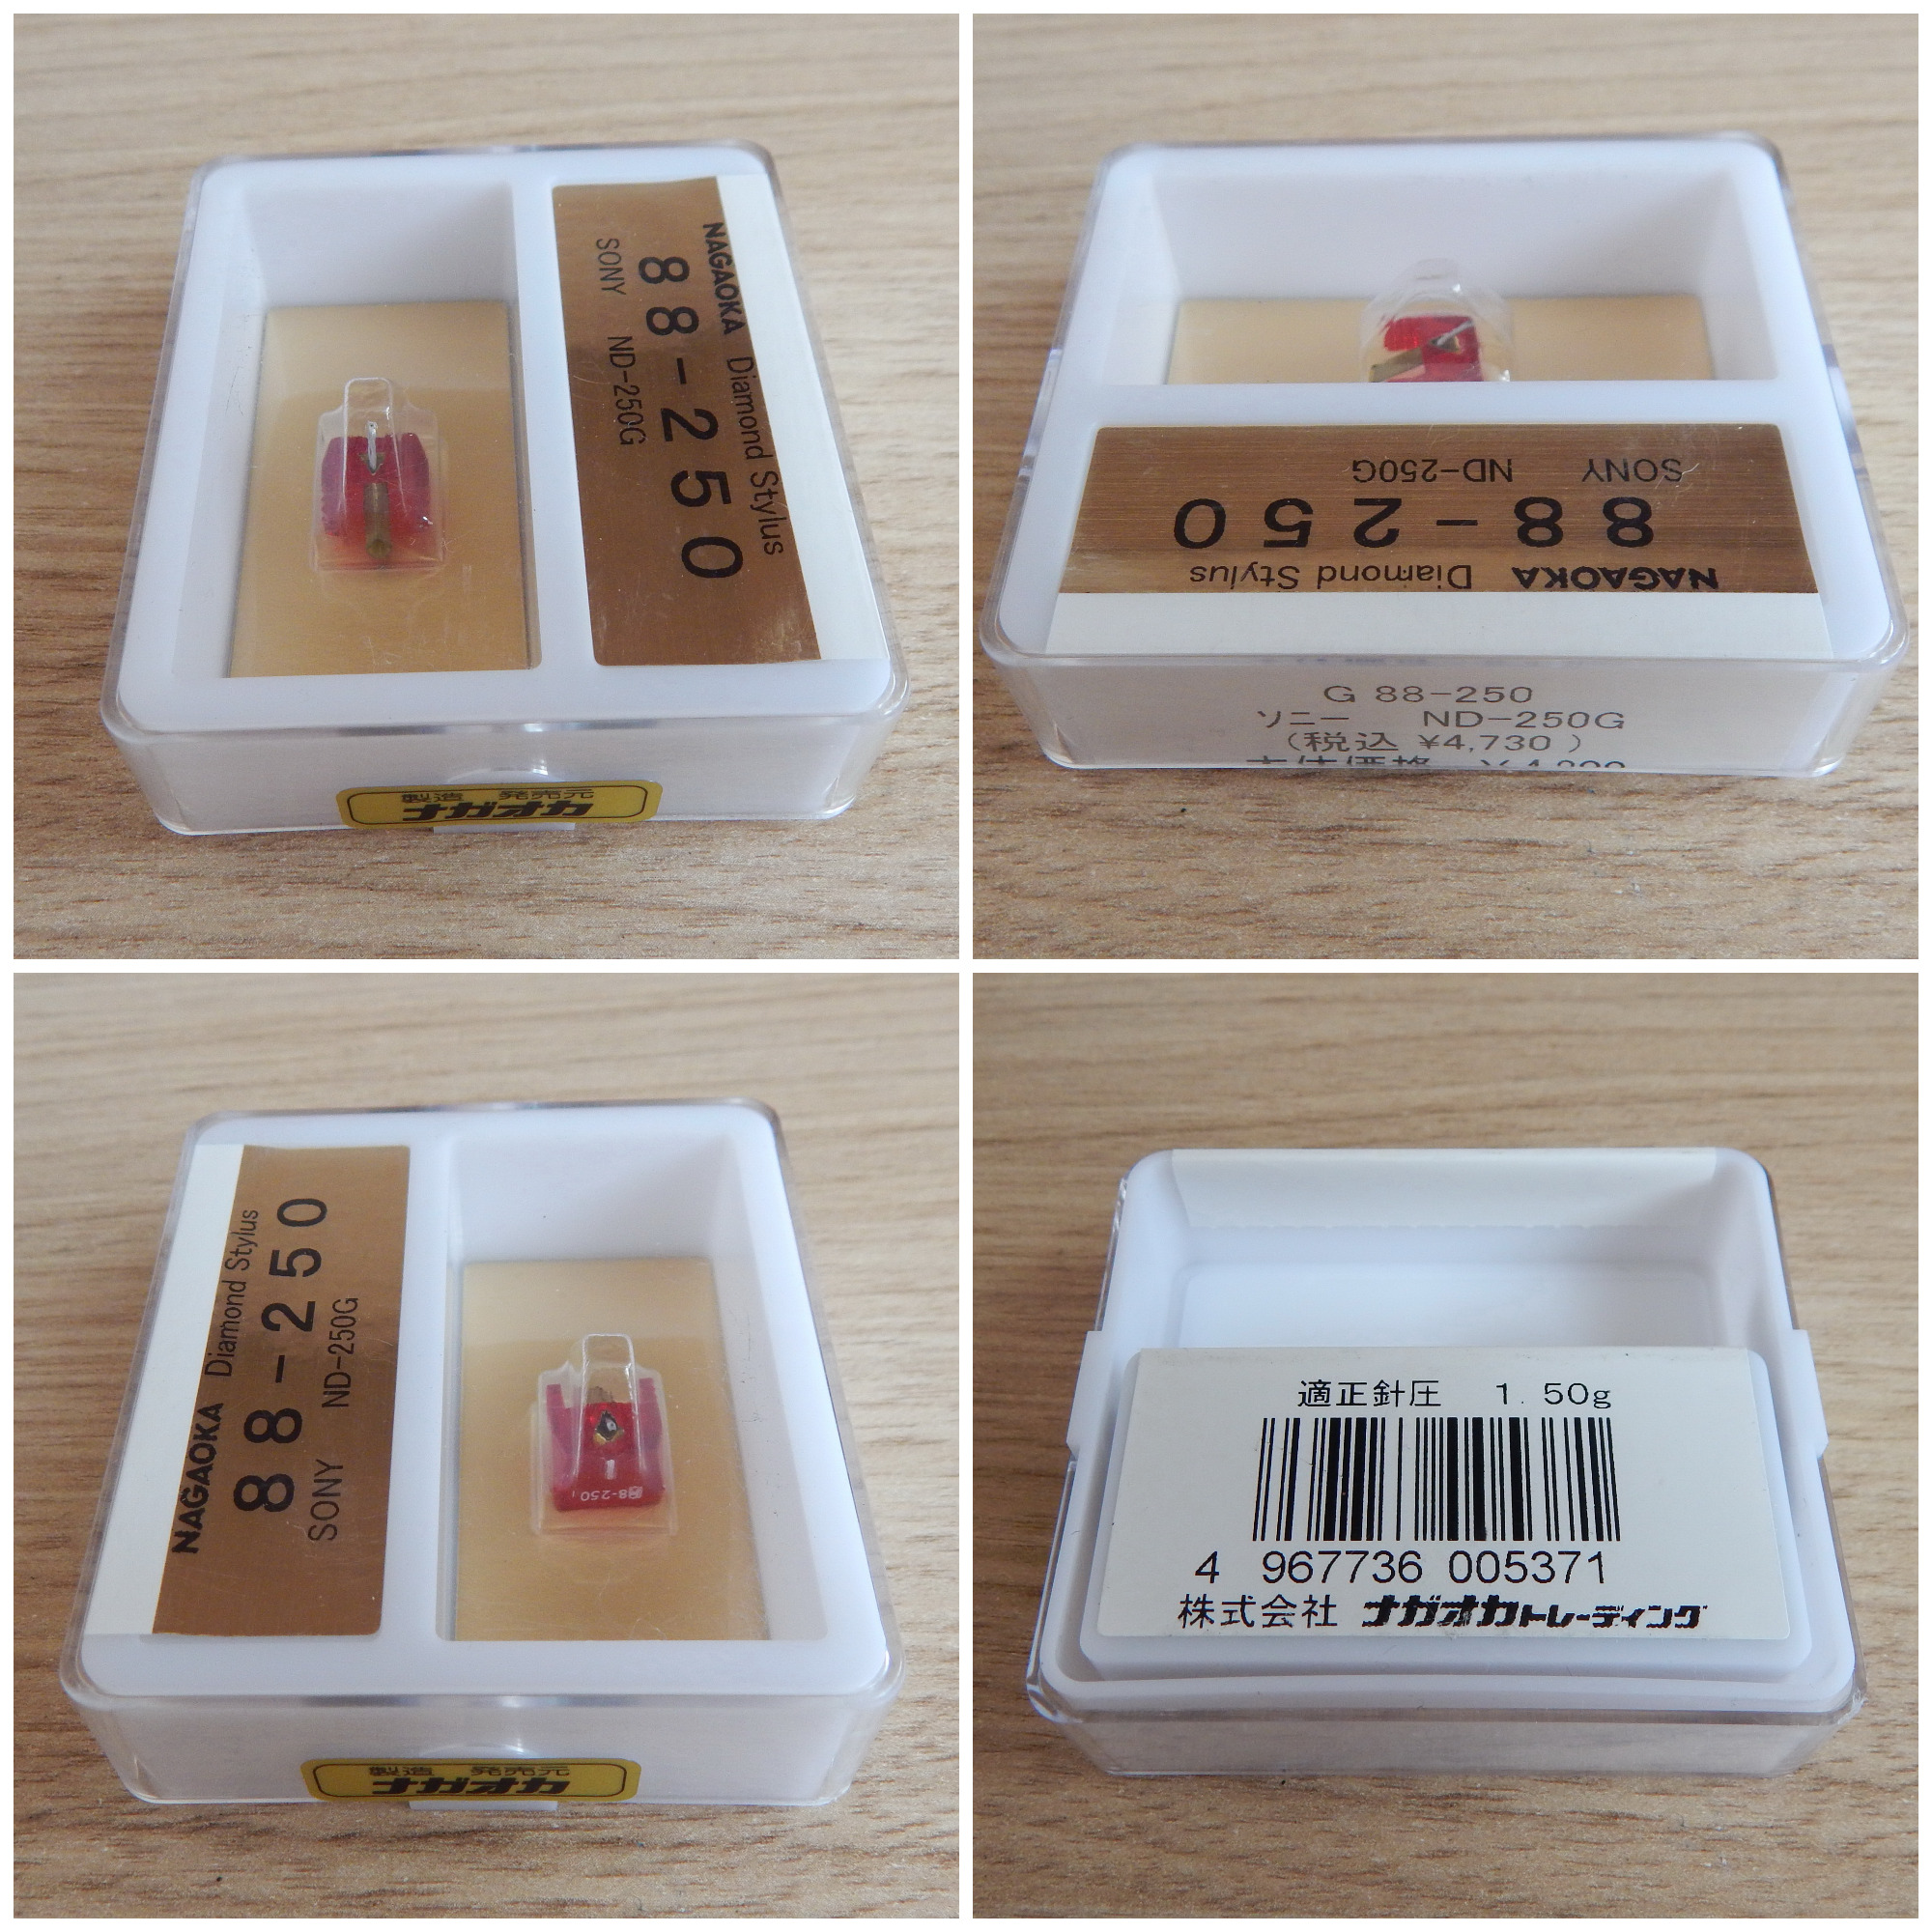 NAGAOKA Diamond Stylus
88-250
SONY ND-250G
製造 発売元
ナガオカ
SONY ND-250G
88-250
NAGAOKA Diamond Stylus
G 88-250
ソニー ND-250G
(税込 ¥4,730 )
NAGAOKA Diamond Stylus
88-250
SONY ND-250G
88-250
製造 発売元
ナガオカ
適正針圧 1.50g
4 967736 005371
株式会社 ナガオカトレーディング